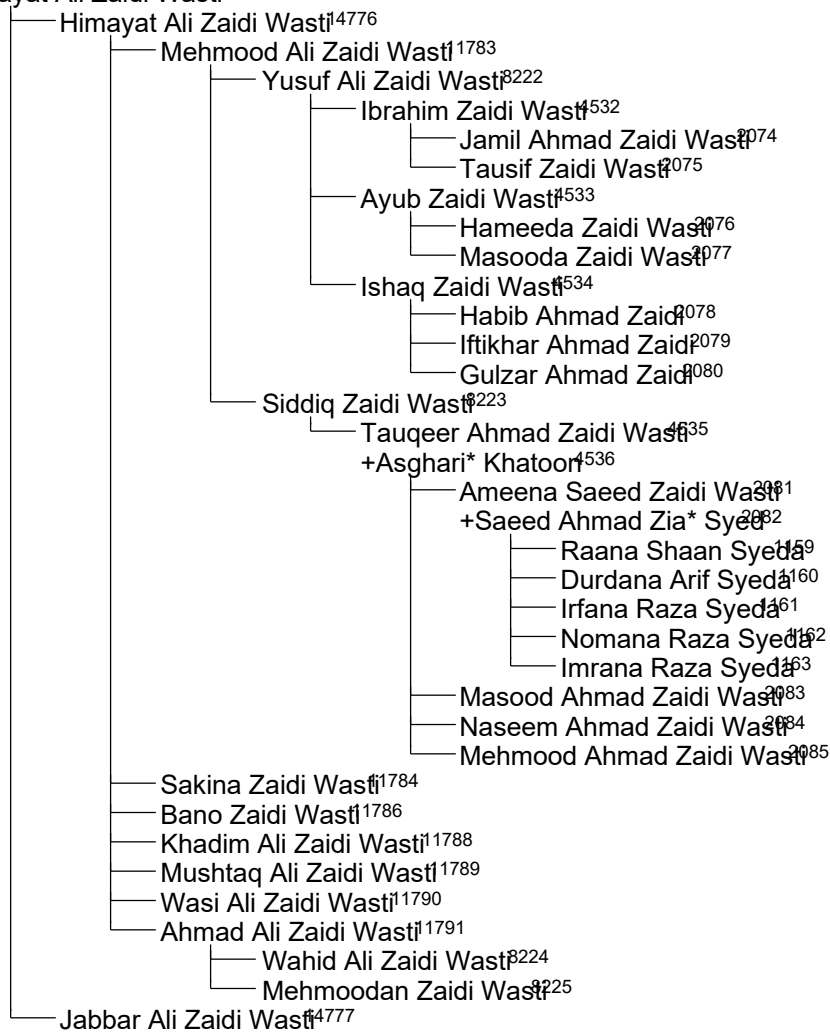 Himayat Ali Zaidi Wasti14776
Mehmood Ali Zaidi Wasti11783
Yusuf Ali Zaidi Wasti8222
Ibrahim Zaidi Wasti4532
Jamil Ahmad Zaidi Wasti2074
Tausif Zaidi Wasti2075
Ayub Zaidi Wasti4533
Hameeda Zaidi Wasti2076
Masooda Zaidi Wasti2077
Ishaq Zaidi Wasti4534
Habib Ahmad Zaidi2078
Iftikhar Ahmad Zaidi2079
Gulzar Ahmad Zaidi2080
Siddiq Zaidi Wasti8223
Tauqeer Ahmad Zaidi Wasti4535
+Asghari* Khatoon4536
Ameena Saeed Zaidi Wasti2081
+Saeed Ahmad Zia* Syed2082
Raana Shaan Syeda1159
Durdana Arif Syeda1160
Irfana Raza Syeda1161
Nomana Raza Syeda1162
Imrana Raza Syeda1163
Masood Ahmad Zaidi Wasti2083
Naseem Ahmad Zaidi Wasti2084
Mehmood Ahmad Zaidi Wasti2085
Sakina Zaidi Wasti11784
Bano Zaidi Wasti11786
Khadim Ali Zaidi Wasti11788
Mushtaq Ali Zaidi Wasti11789
Wasi Ali Zaidi Wasti11790
Ahmad Ali Zaidi Wasti11791
Wahid Ali Zaidi Wasti8224
Mehmoodan Zaidi Wasti8225
Jabbar Ali Zaidi Wasti14777